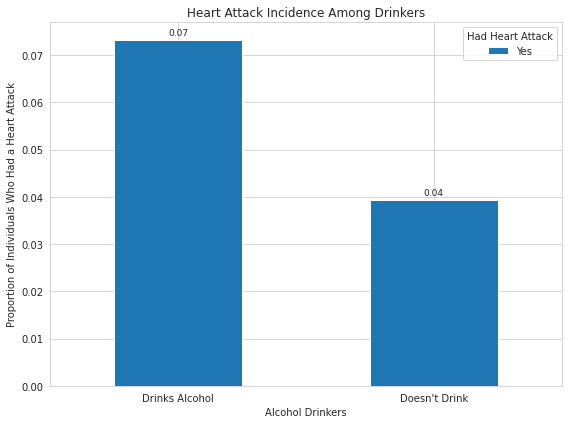 Heart Attack Incidence Among Drinkers
Had Heart Attack
Yes
0.07
0.04
Proportion of Individuals Who Had a Heart Attack
0.07
0.06
0.05
0.04
0.03
0.02
0.01
0.00
Drinks Alcohol
Doesn't Drink
Alcohol Drinkers